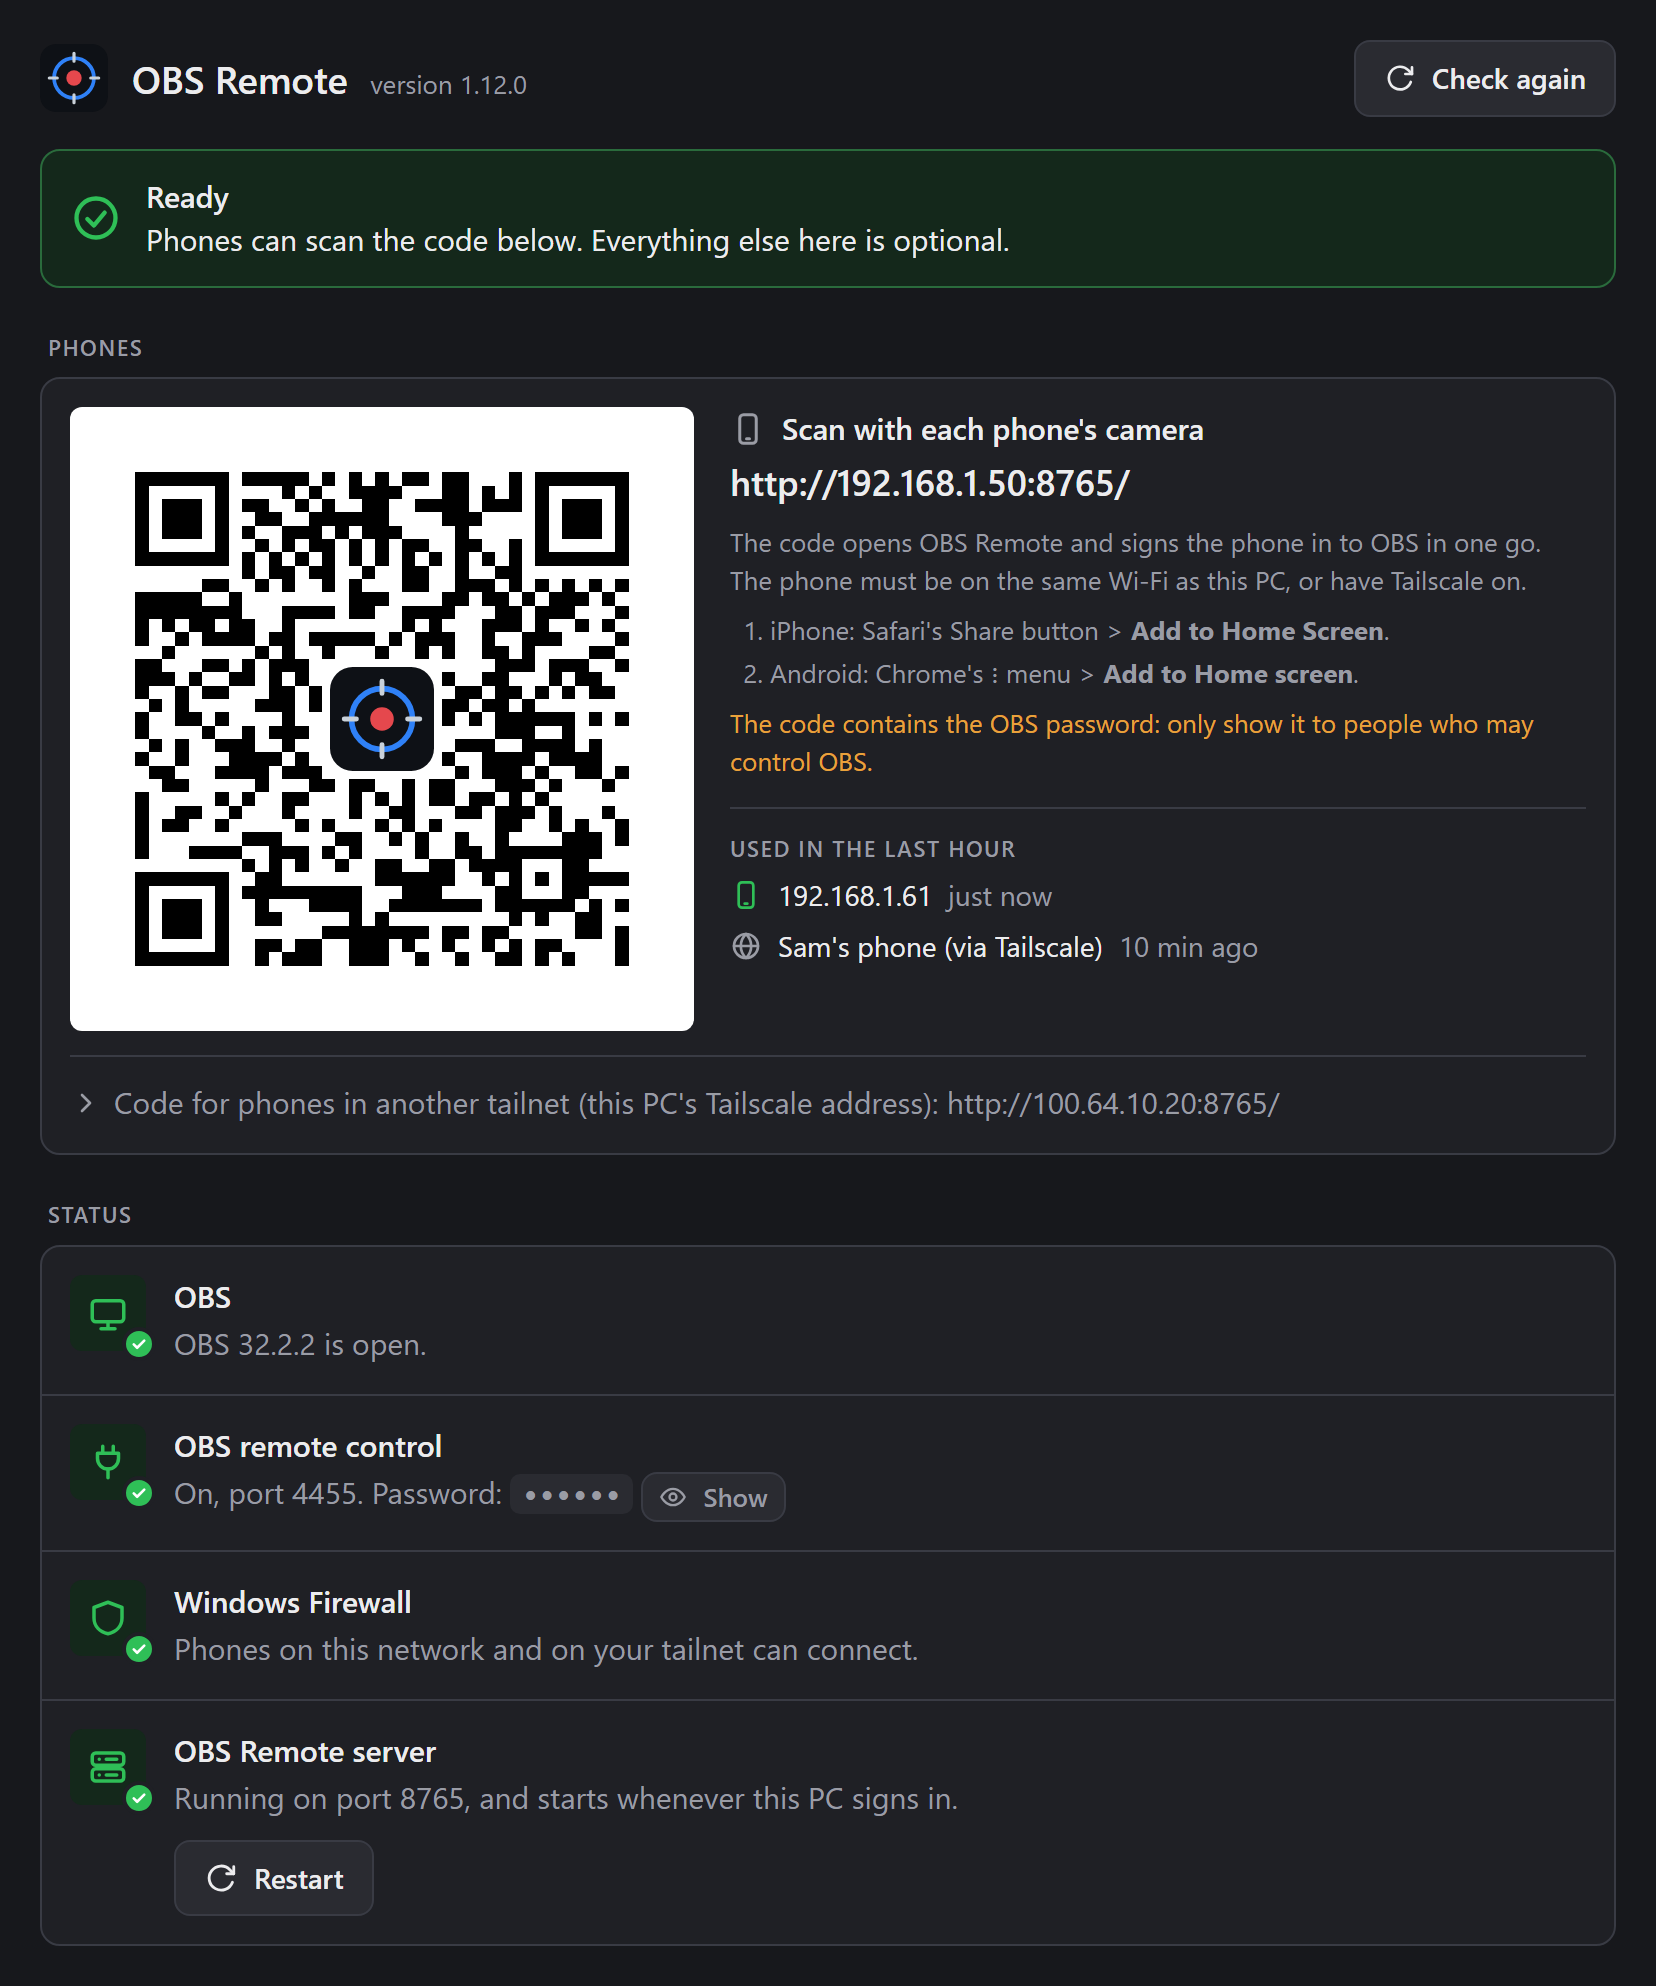 OBS Remote version 1.12.0
Check again
Ready
Phones can scan the code below. Everything else here is optional.
PHONES
Scan with each phone's camera
http://192.168.1.50:8765/
The code opens OBS Remote and signs the phone in to OBS in one go.
The phone must be on the same Wi-Fi as this PC, or have Tailscale on.
1. iPhone: Safari's Share button > Add to Home Screen.
2. Android: Chrome's ⋮ menu > Add to Home screen.
The code contains the OBS password: only show it to people who may
control OBS.
USED IN THE LAST HOUR
192.168.1.61 just now
Sam's phone (via Tailscale) 10 min ago
Code for phones in another tailnet (this PC's Tailscale address): http://100.64.10.20:8765/
STATUS
OBS
OBS 32.2.2 is open.
OBS remote control
On, port 4455. Password: •••••• Show
Windows Firewall
Phones on this network and on your tailnet can connect.
OBS Remote server
Running on port 8765, and starts whenever this PC signs in.
Restart